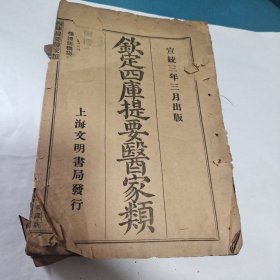 宣統三年三月出版
欽定四庫提要醫家類
上海文明書局發行